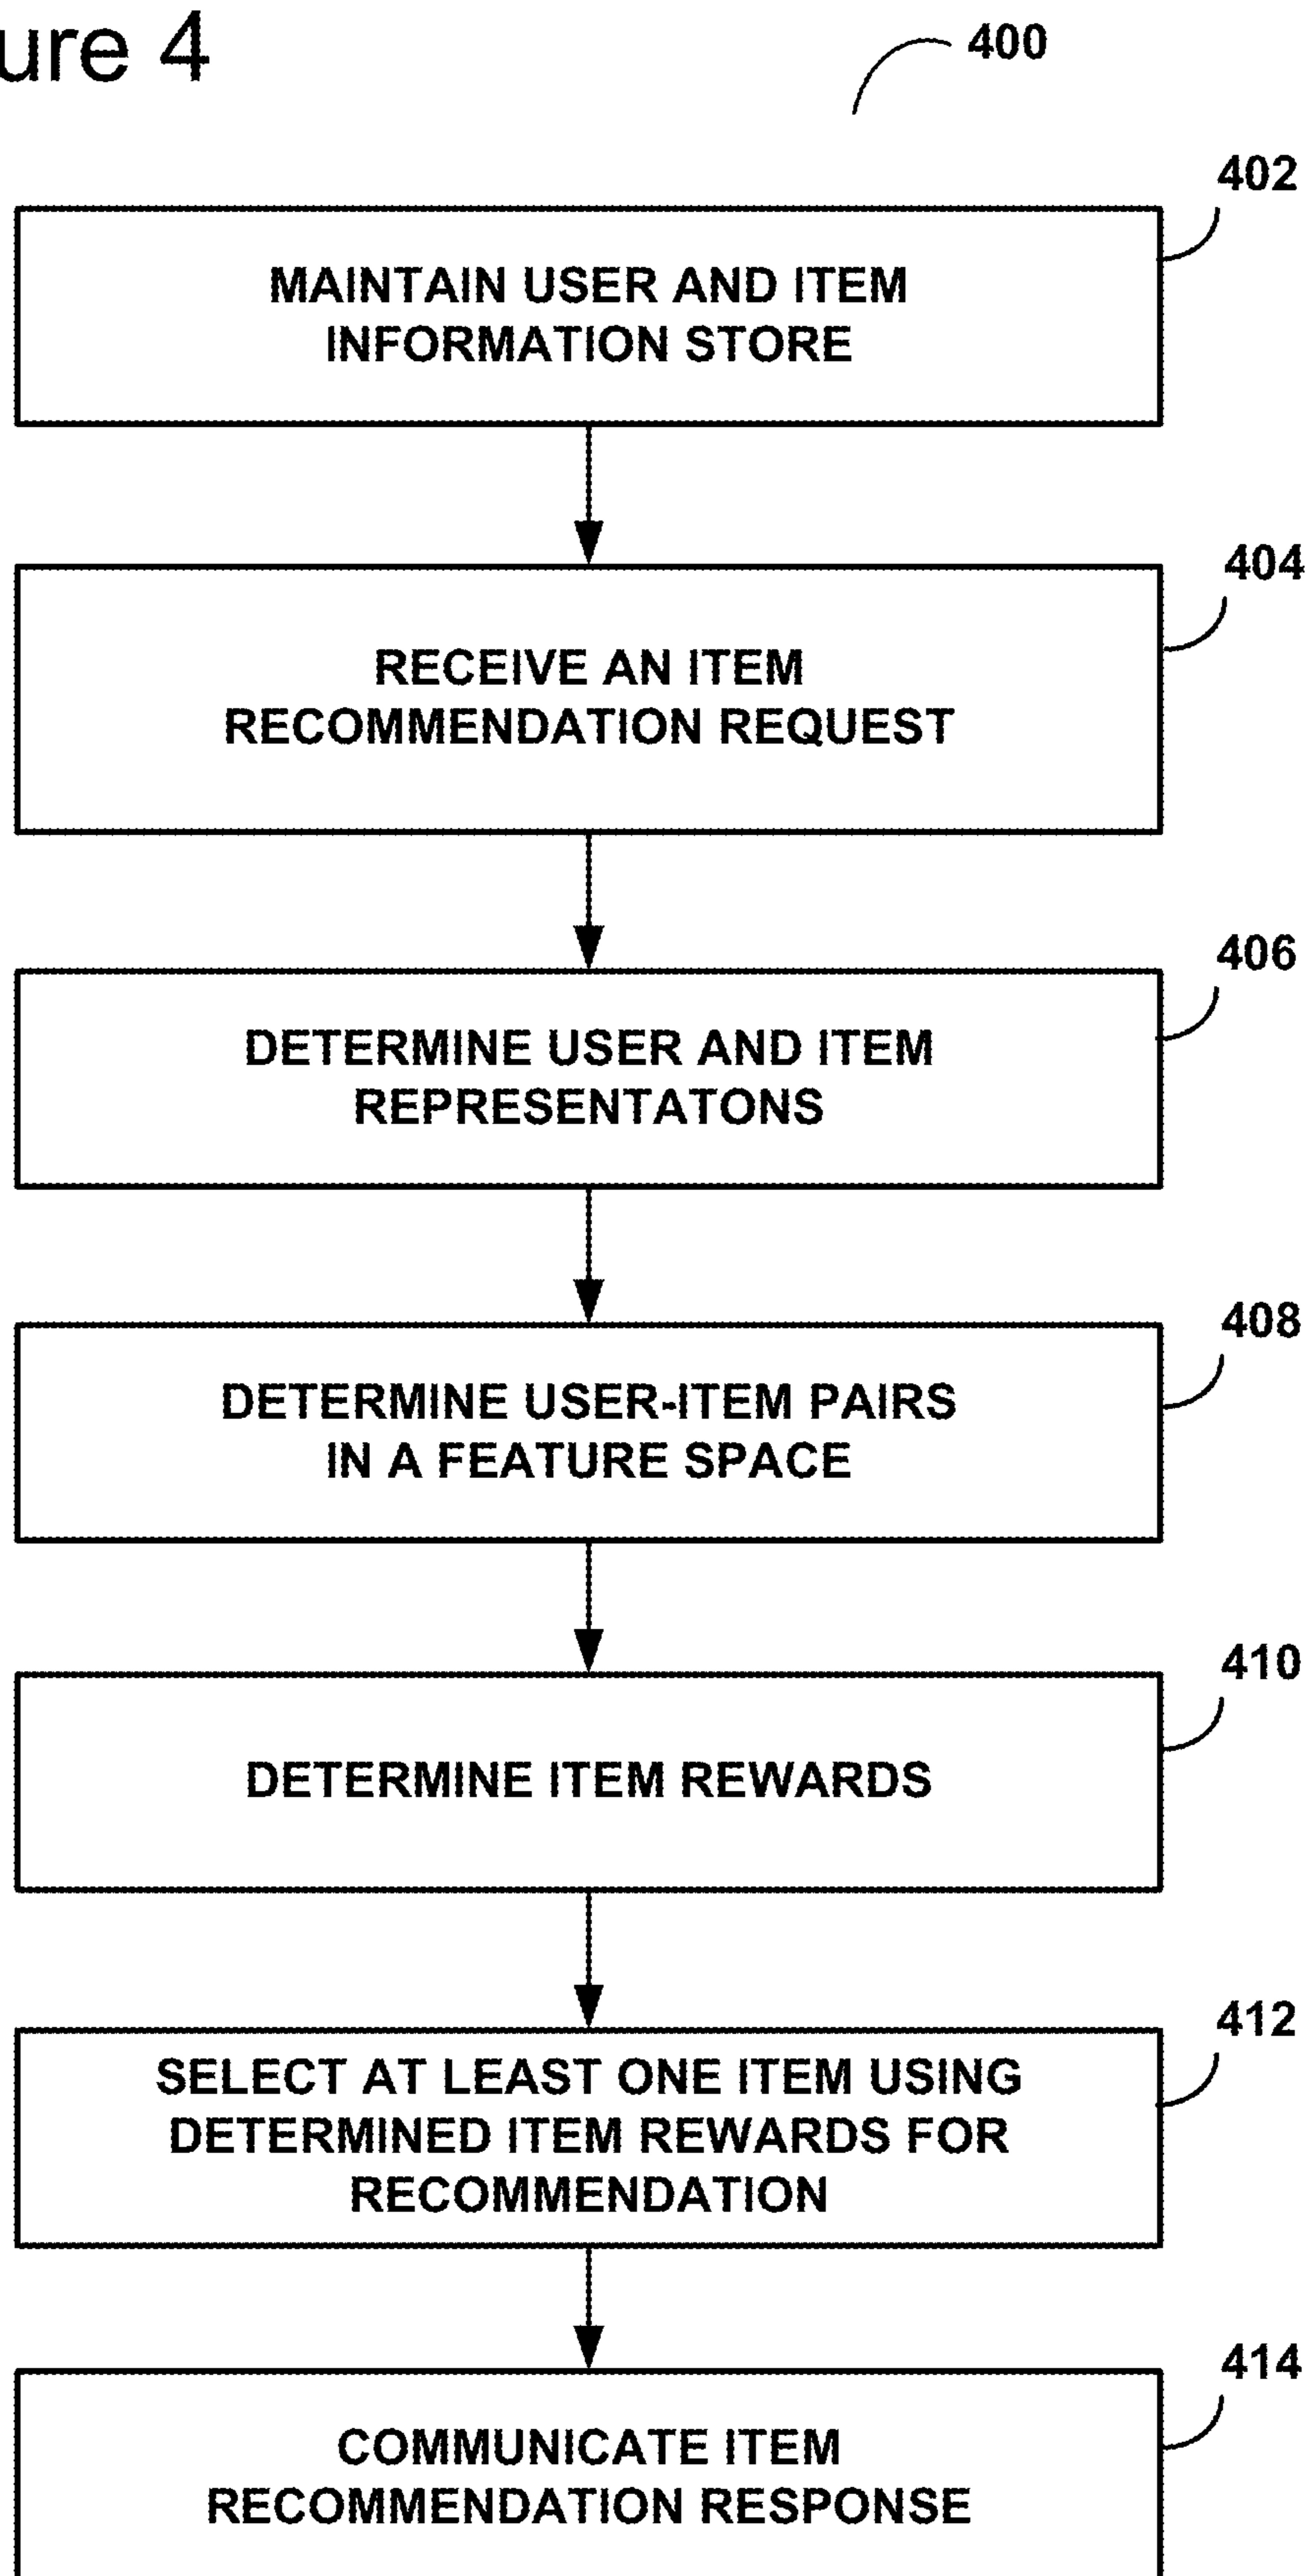 ure 4
400
402
MAINTAIN USER AND ITEM
INFORMATION STORE
404
RECEIVE AN ITEM
RECOMMENDATION REQUEST
406
DETERMINE USER AND ITEM
REPRESENTATONS
408
DETERMINE USER-ITEM PAIRS
IN A FEATURE SPACE
410
DETERMINE ITEM REWARDS
412
SELECT AT LEAST ONE ITEM USING
DETERMINED ITEM REWARDS FOR
RECOMMENDATION
414
COMMUNICATE ITEM
RECOMMENDATION RESPONSE